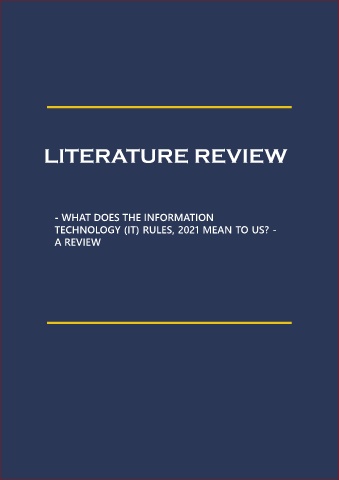 LITERATURE REVIEW
- WHAT DOES THE INFORMATION
TECHNOLOGY (IT) RULES, 2021 MEAN TO US? -
A REVIEW